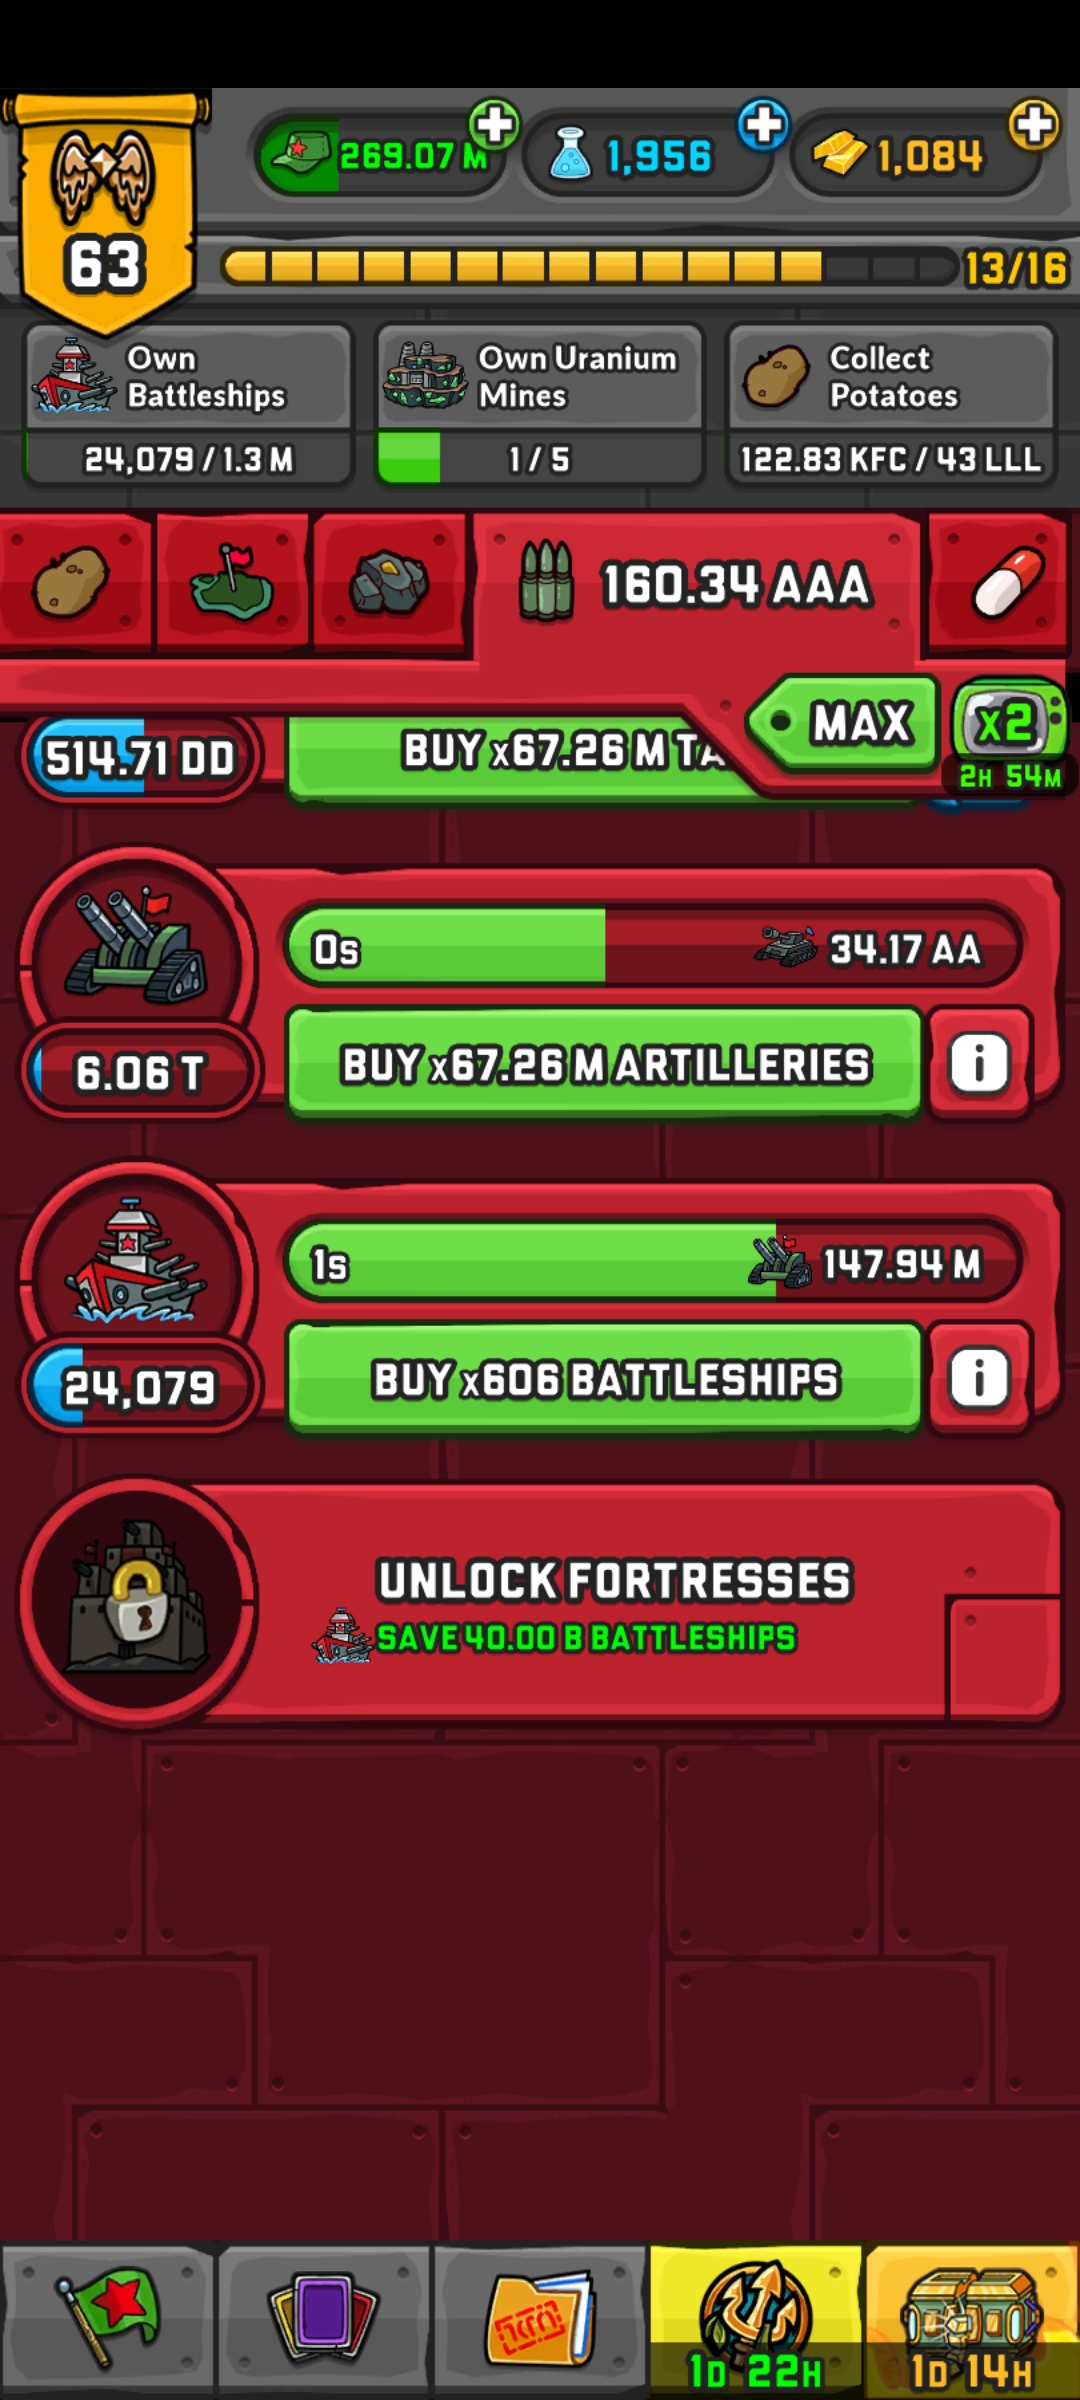 269.07 M
1,956
1,084
63
13/16
Own
Battleships
24,079 / 1.3 M
Own Uranium
Mines
1 / 5
Collect
Potatoes
122.83 KFC / 43 LLL
160.34 AAA
MAX
x2
2H 54M
514.71 DD
BUY x67.26 M
0s
34.17 AA
6.06 T
BUY x67.26 M ARTILLERIES
i
1s
147.94 M
24,079
BUY x606 BATTLESHIPS
i
UNLOCK FORTRESSES
SAVE 40.00 B BATTLESHIPS
1D 22H
1D 14H